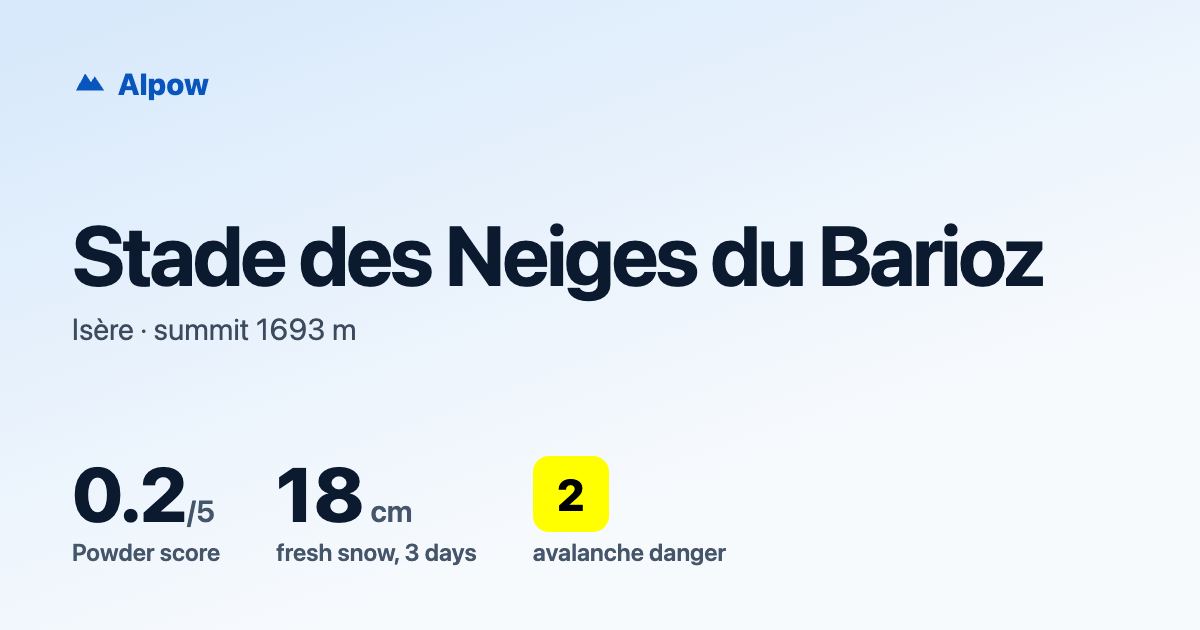 Alpow
Stade des Neiges du Barioz
Isère · summit 1693 m
0.2/5
Powder score
18 cm
fresh snow, 3 days
2
avalanche danger